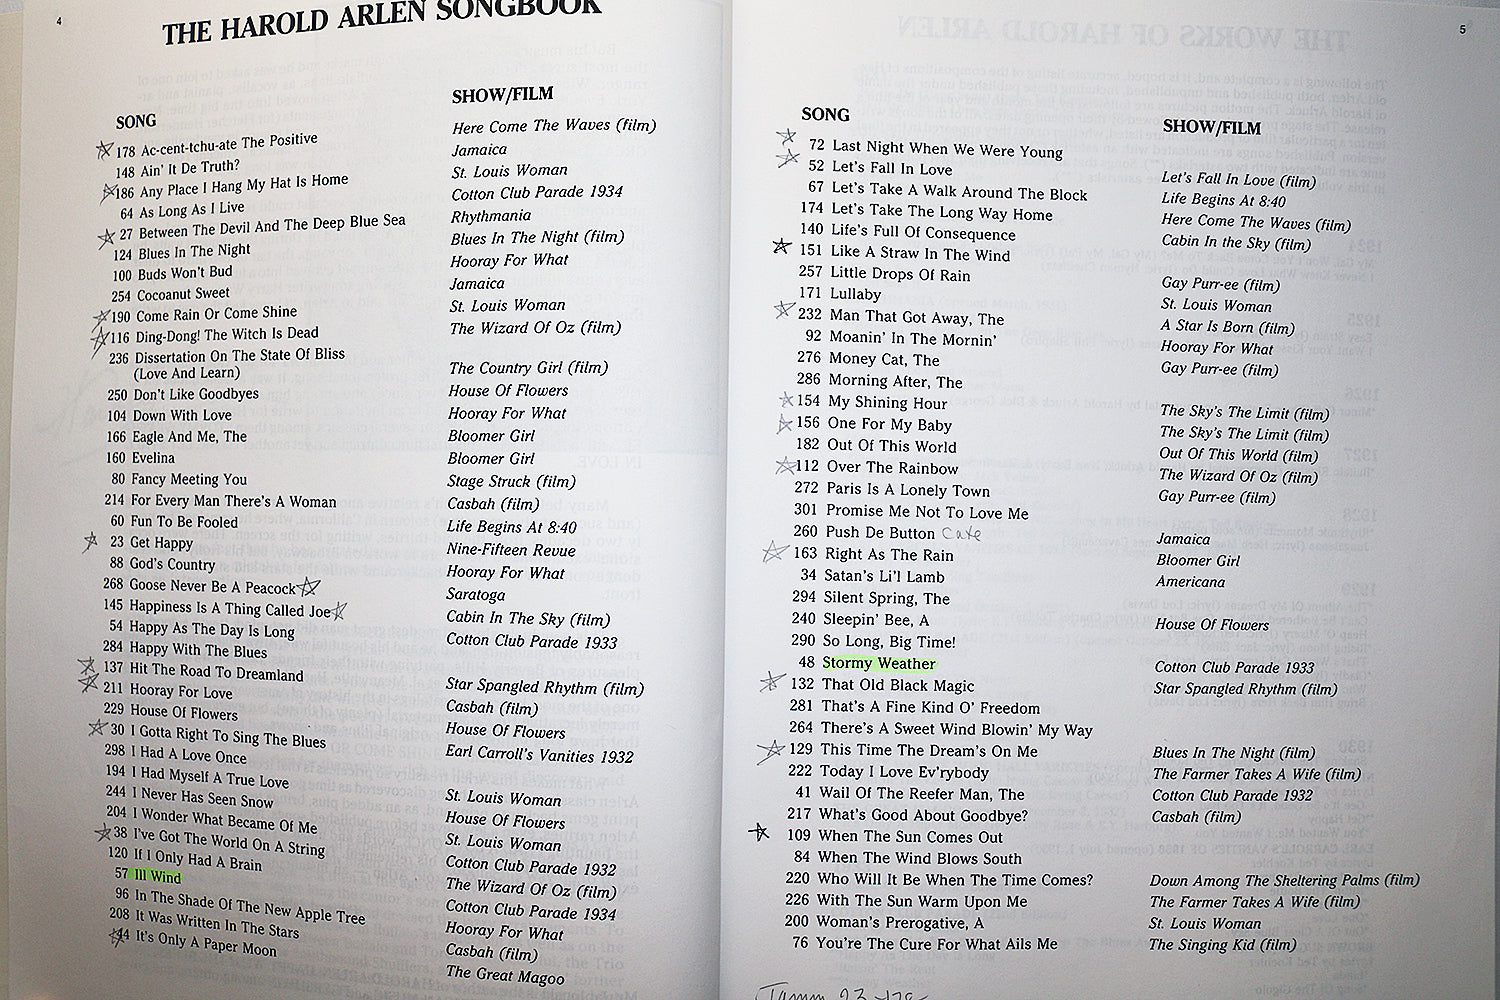 4
THE HAROLD ARLEN SONGBOOK
SONG
178 Ac-cent-tchu-ate The Positive
148 Ain' It De Truth?
186 Any Place I Hang My Hat Is Home
64 As Long As I Live
27 Between The Devil And The Deep Blue Sea
124 Blues In The Night
100 Buds Won't Bud
254 Cocoanut Sweet
190 Come Rain Or Come Shine
116 Ding-Dong! The Witch Is Dead
236 Dissertation On The State Of Bliss
(Love And Learn)
250 Don't Like Goodbyes
104 Down With Love
166 Eagle And Me, The
160 Evelina
80 Fancy Meeting You
214 For Every Man There's A Woman
60 Fun To Be Fooled
23 Get Happy
88 God's Country
268 Goose Never Be A Peacock
145 Happiness Is A Thing Called Joe
54 Happy As The Day Is Long
284 Happy With The Blues
137 Hit The Road To Dreamland
211 Hooray For Love
229 House Of Flowers
30 I Gotta Right To Sing The Blues
298 I Had A Love Once
194 I Had Myself A True Love
244 I Never Has Seen Snow
204 I Wonder What Became Of Me
38 I've Got The World On A String
120 If I Only Had A Brain
57 Ill Wind
96 In The Shade Of The New Apple Tree
208 It Was Written In The Stars
44 It's Only A Paper Moon
SHOW/FILM
Here Come The Waves (film)
Jamaica
St. Louis Woman
Cotton Club Parade 1934
Rhythmania
Blues In The Night (film)
Hooray For What
Jamaica
St. Louis Woman
The Wizard Of Oz (film)
The Country Girl (film)
House Of Flowers
Hooray For What
Bloomer Girl
Bloomer Girl
Stage Struck (film)
Casbah (film)
Life Begins At 8:40
Nine-Fifteen Revue
Hooray For What
Saratoga
Cabin In The Sky (film)
Cotton Club Parade 1933
Star Spangled Rhythm (film)
Casbah (film)
House Of Flowers
Earl Carroll's Vanities 1932
St. Louis Woman
House Of Flowers
St. Louis Woman
Cotton Club Parade 1932
The Wizard Of Oz (film)
Cotton Club Parade 1934
Hooray For What
Casbah (film)
The Great Magoo
5
SONG
72 Last Night When We Were Young
52 Let's Fall In Love
67 Let's Take A Walk Around The Block
174 Let's Take The Long Way Home
140 Life's Full Of Consequence
151 Like A Straw In The Wind
257 Little Drops Of Rain
171 Lullaby
232 Man That Got Away, The
92 Moanin' In The Mornin'
276 Money Cat, The
286 Morning After, The
154 My Shining Hour
156 One For My Baby
182 Out Of This World
112 Over The Rainbow
272 Paris Is A Lonely Town
301 Promise Me Not To Love Me
260 Push De Button Cute
163 Right As The Rain
34 Satan's Li'l Lamb
294 Silent Spring, The
240 Sleepin' Bee, A
290 So Long, Big Time!
48 Stormy Weather
132 That Old Black Magic
281 That's A Fine Kind O' Freedom
264 There's A Sweet Wind Blowin' My Way
129 This Time The Dream's On Me
222 Today I Love Ev'rybody
41 Wail Of The Reefer Man, The
217 What's Good About Goodbye?
109 When The Sun Comes Out
84 When The Wind Blows South
220 Who Will It Be When The Time Comes?
226 With The Sun Warm Upon Me
200 Woman's Prerogative, A
76 You're The Cure For What Ails Me
SHOW/FILM
Let's Fall In Love (film)
Life Begins At 8:40
Here Come The Waves (film)
Cabin In the Sky (film)
Gay Purr-ee (film)
St. Louis Woman
A Star Is Born (film)
Hooray For What
Gay Purr-ee (film)
The Sky's The Limit (film)
The Sky's The Limit (film)
Out Of This World (film)
The Wizard Of Oz (film)
Gay Purr-ee (film)
Jamaica
Bloomer Girl
Americana
House Of Flowers
Cotton Club Parade 1933
Star Spangled Rhythm (film)
Blues In The Night (film)
The Farmer Takes A Wife (film)
Cotton Club Parade 1932
Casbah (film)
Down Among The Sheltering Palms (film)
The Farmer Takes A Wife (film)
St. Louis Woman
The Singing Kid (film)